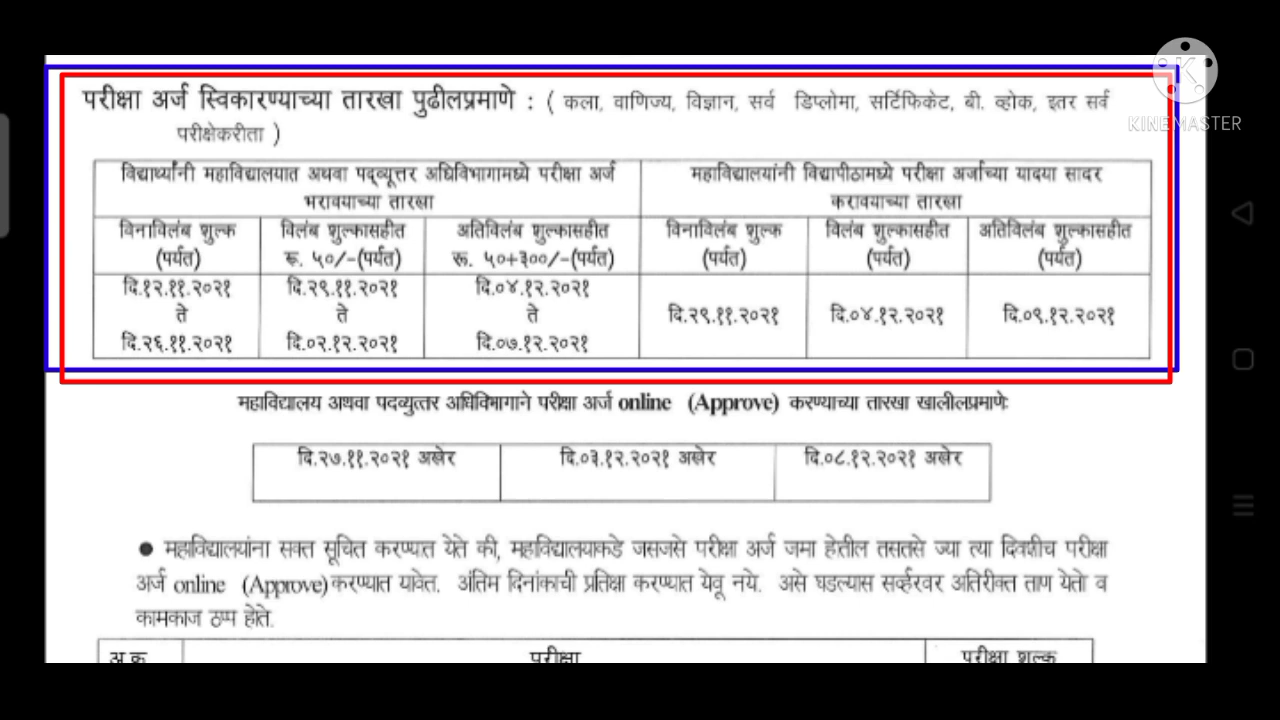 परीक्षा अर्ज स्विकारण्याच्या तारखा पुढीलप्रमाणे : ( कला, वाणिज्य, विज्ञान, सर्व डिप्लोमा, सर्टिफिकेट, बी. व्होक, इतर सर्व
परीक्षेकरीता )
KINEMASTER
विद्यार्थ्यांनी महाविद्यालयात अथवा पद्व्यूत्तर अधिविभागामध्ये परीक्षा अर्ज
भरावयाच्या तारखा
महाविद्यालयांनी विद्यापीठामध्ये परीक्षा अर्जाच्या यादया सादर
करावयाच्या तारखा
विनाविलंब शुल्क
(पर्यंत)
विलंब शुल्कासहीत
रू. ५०/-(पर्यंत)
अतिविलंब शुल्कासहीत
रू. ५०+३००/-(पर्यंत)
विनाविलंब शुल्क
(पर्यंत)
विलंब शुल्कासहीत
(पर्यंत)
अतिविलंब शुल्कासहीत
(पर्यंत)
दि.१२.११.२०२१
ते
दि.२६.११.२०२१
दि.२९.११.२०२१
ते
दि.०२.१२.२०२१
दि.०४.१२.२०२१
ते
दि.०७.१२.२०२१
दि.२९.११.२०२१
दि.०४.१२.२०२१
दि.०९.१२.२०२१
महाविद्यालय अथवा पदव्युत्तर अधिविभागाने परीक्षा अर्ज online (Approve) करण्याच्या तारखा खालीलप्रमाणेः
दि.२७.११.२०२१ अखेर
दि.०३.१२.२०२१ अखेर
दि.०८.१२.२०२१ अखेर
● महाविद्यालयांना सक्त सूचित करण्यात येते की, महाविद्यालयाकडे जसजसे परीक्षा अर्ज जमा हेतील तसतसे ज्या त्या दिवशीच परीक्षा
अर्ज online (Approve) करण्यात यावेत. अंतिम दिनांकाची प्रतिक्षा करण्यात येवू नये. असे घडल्यास सर्व्हरवर अतिरीक्त ताण येतो व
कामकाज ठप्प होते.
अ.क्र
परीक्षा
परीक्षा शुल्क